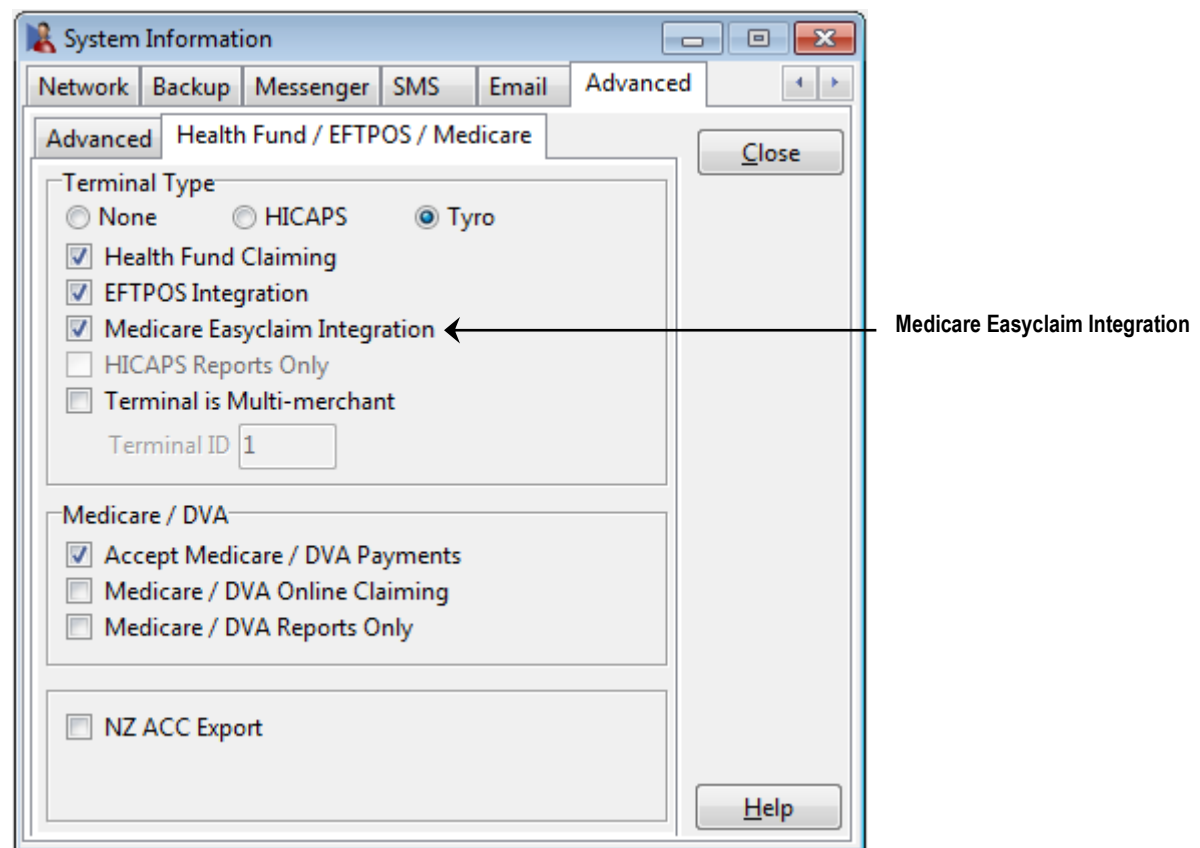 System Information
Network Backup Messenger SMS Email Advanced
Advanced Health Fund / EFTPOS / Medicare
Close
Terminal Type
None HICAPS Tyro
Health Fund Claiming
EFTPOS Integration
Medicare Easyclaim Integration
Medicare Easyclaim Integration
HICAPS Reports Only
Terminal is Multi-merchant
Terminal ID 1
Medicare / DVA
Accept Medicare / DVA Payments
Medicare / DVA Online Claiming
Medicare / DVA Reports Only
NZ ACC Export
Help